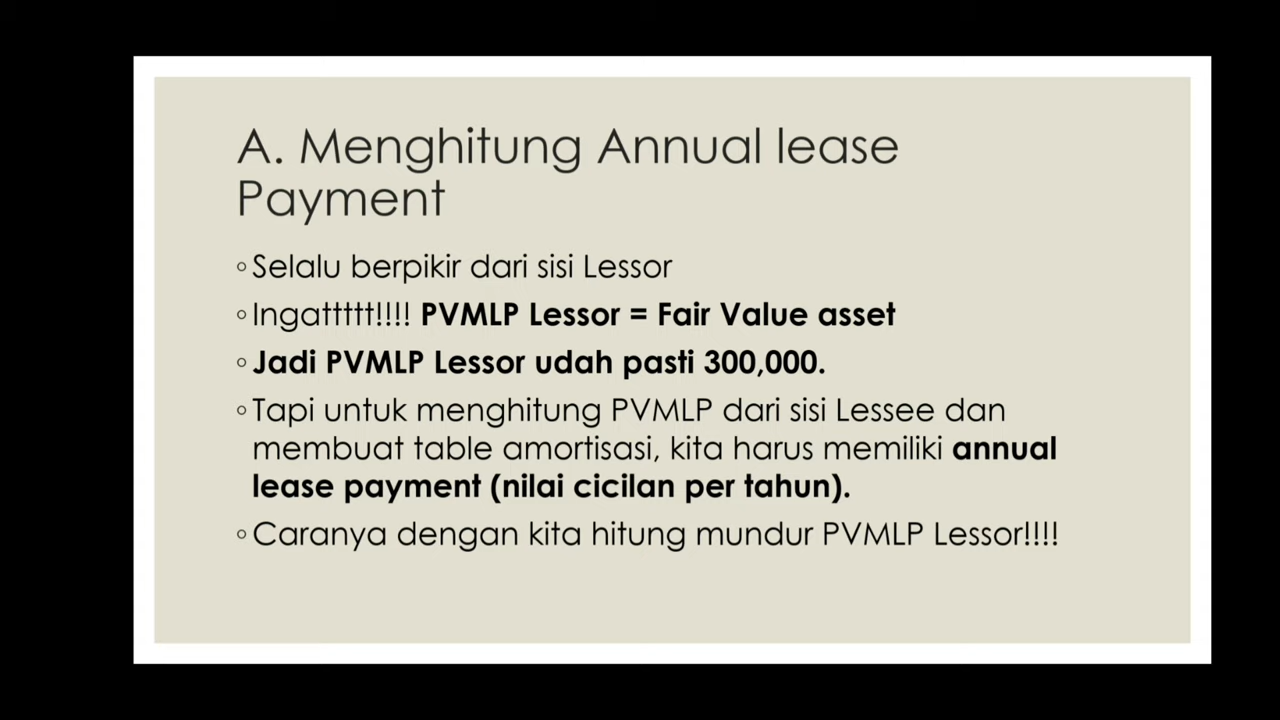 A. Menghitung Annual lease
Payment
◦Selalu berpikir dari sisi Lessor
◦Ingattttt!!!! PVMLP Lessor = Fair Value asset
◦Jadi PVMLP Lessor udah pasti 300,000.
◦Tapi untuk menghitung PVMLP dari sisi Lessee dan
membuat table amortisasi, kita harus memiliki annual
lease payment (nilai cicilan per tahun).
◦Caranya dengan kita hitung mundur PVMLP Lessor!!!!